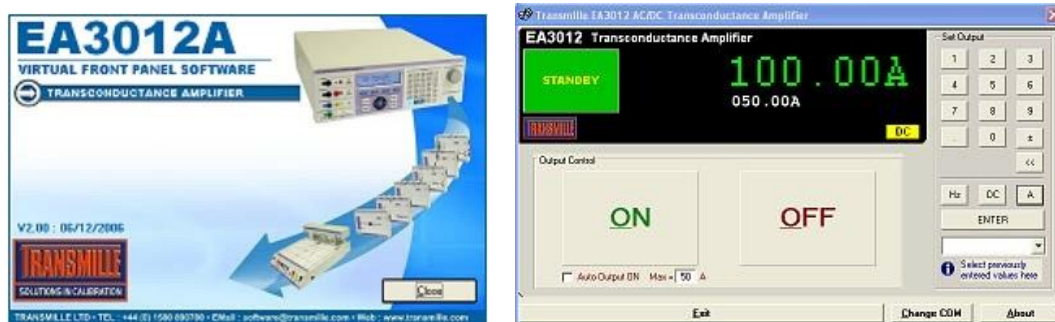 EA3012A
VIRTUAL FRONT PANEL SOFTWARE
TRANSCONDUCTANCE AMPLIFIER
V2.00 : 06/12/2006
TRANSMILLE
SOLUTIONS IN CALIBRATION
Close
TRANSMILLE LTD • TEL : +44 (0) 1580 890700 • EMail : software@transmille.com • Web : www.transmille.com
Transmille EA3012 AC/DC Transconductance Amplifier
EA3012 Transconductance Amplifier
STANDBY
100.00A
050.00A
TRANSMILLE
DC
Set Output
1 2 3
4 5 6
7 8 9
. 0 ±
<<
Hz DC A
ENTER
Select previously
entered values here
Output Control
ON
OFF
Auto Output ON Max = 50 A
Exit
Change COM
About